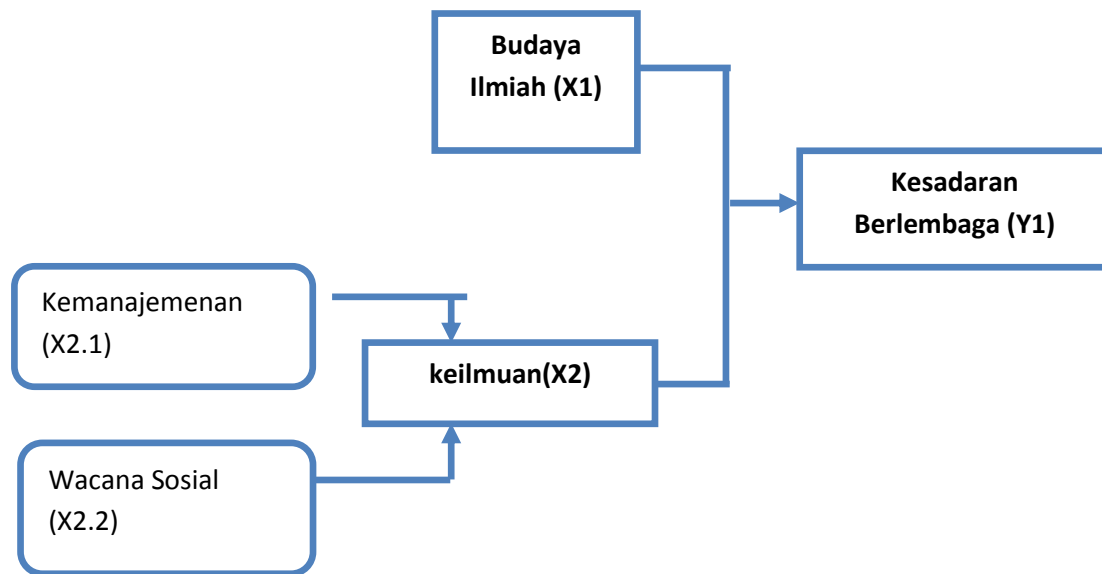 Budaya
Ilmiah (X1)
Kesadaran
Berlembaga (Y1)
Kemanajemenan
(X2.1)
keilmuan(X2)
Wacana Sosial
(X2.2)